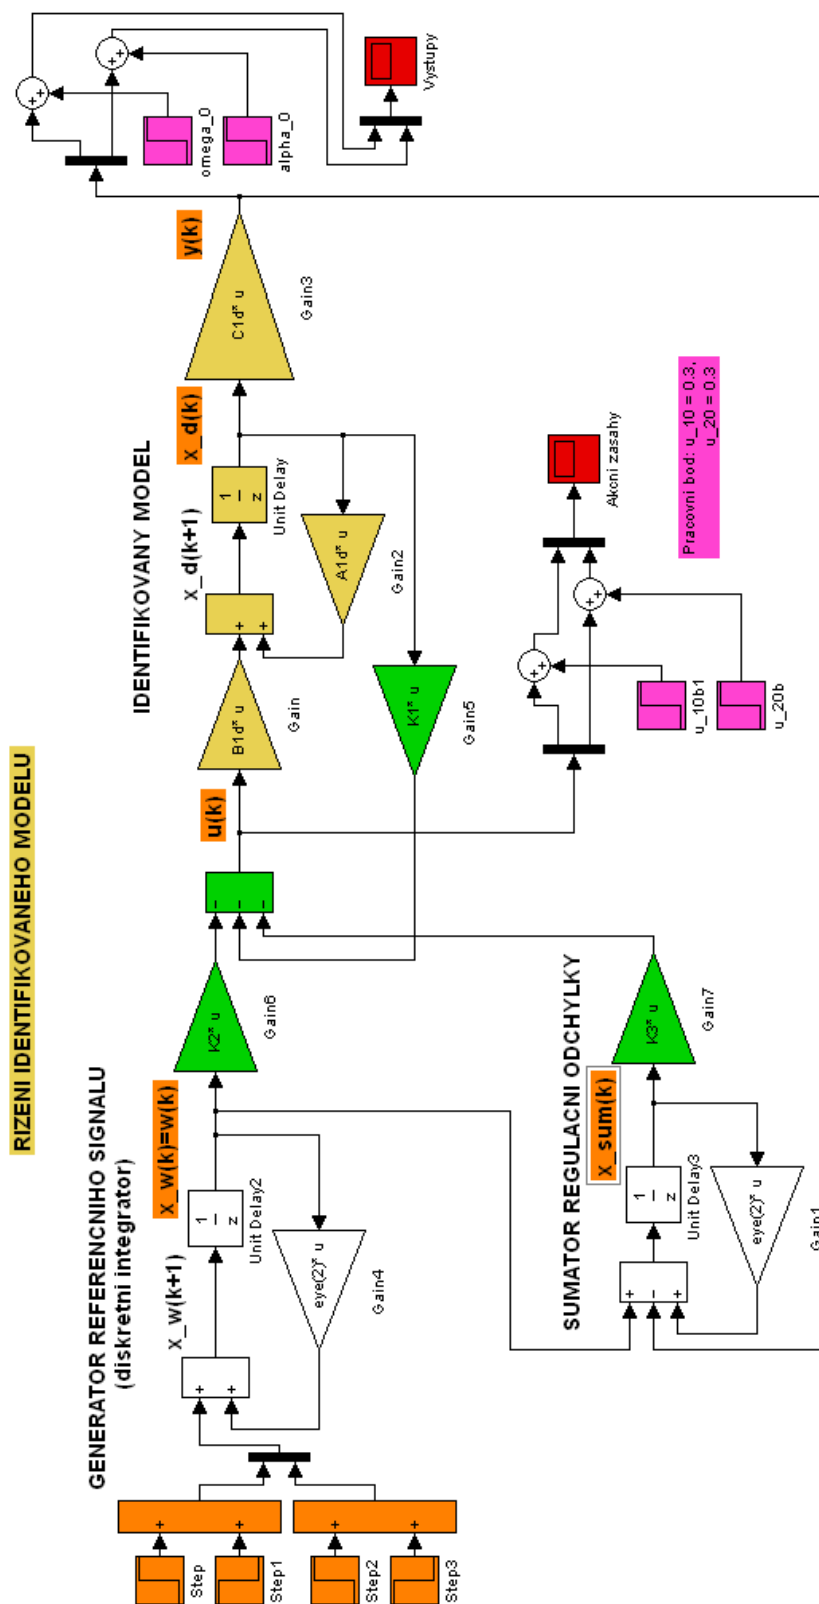 RIZENI IDENTIFIKOVANEHO MODELU
GENERATOR REFERENCNIHO SIGNALU
(diskretni integrator)
Step
Step1
Step2
Step3
+
+
+
+
x_w(k+1)
+
+
1
z
Unit Delay2
x_w(k)=w(k)
eye(2)* u
Gain4
K2* u
Gain6
-
-
-
u(k)
IDENTIFIKOVANY MODEL
B1d* u
Gain
+
+
x_d(k+1)
1
z
Unit Delay
x_d(k)
A1d* u
Gain2
K1* u
Gain5
C1d* u
Gain3
y(k)
+
+
+
+
omega_0
alpha_0
Vystupy
SUMATOR REGULACNI ODCHYLKY
+
-
+
1
z
Unit Delay3
x_sum(k)
eye(2)* u
Gain1
K3* u
Gain7
+
+
+
+
u_10b1
u_20b
Akcni zasahy
Pracovni bod: u_10 = 0.3,
u_20 = 0.3